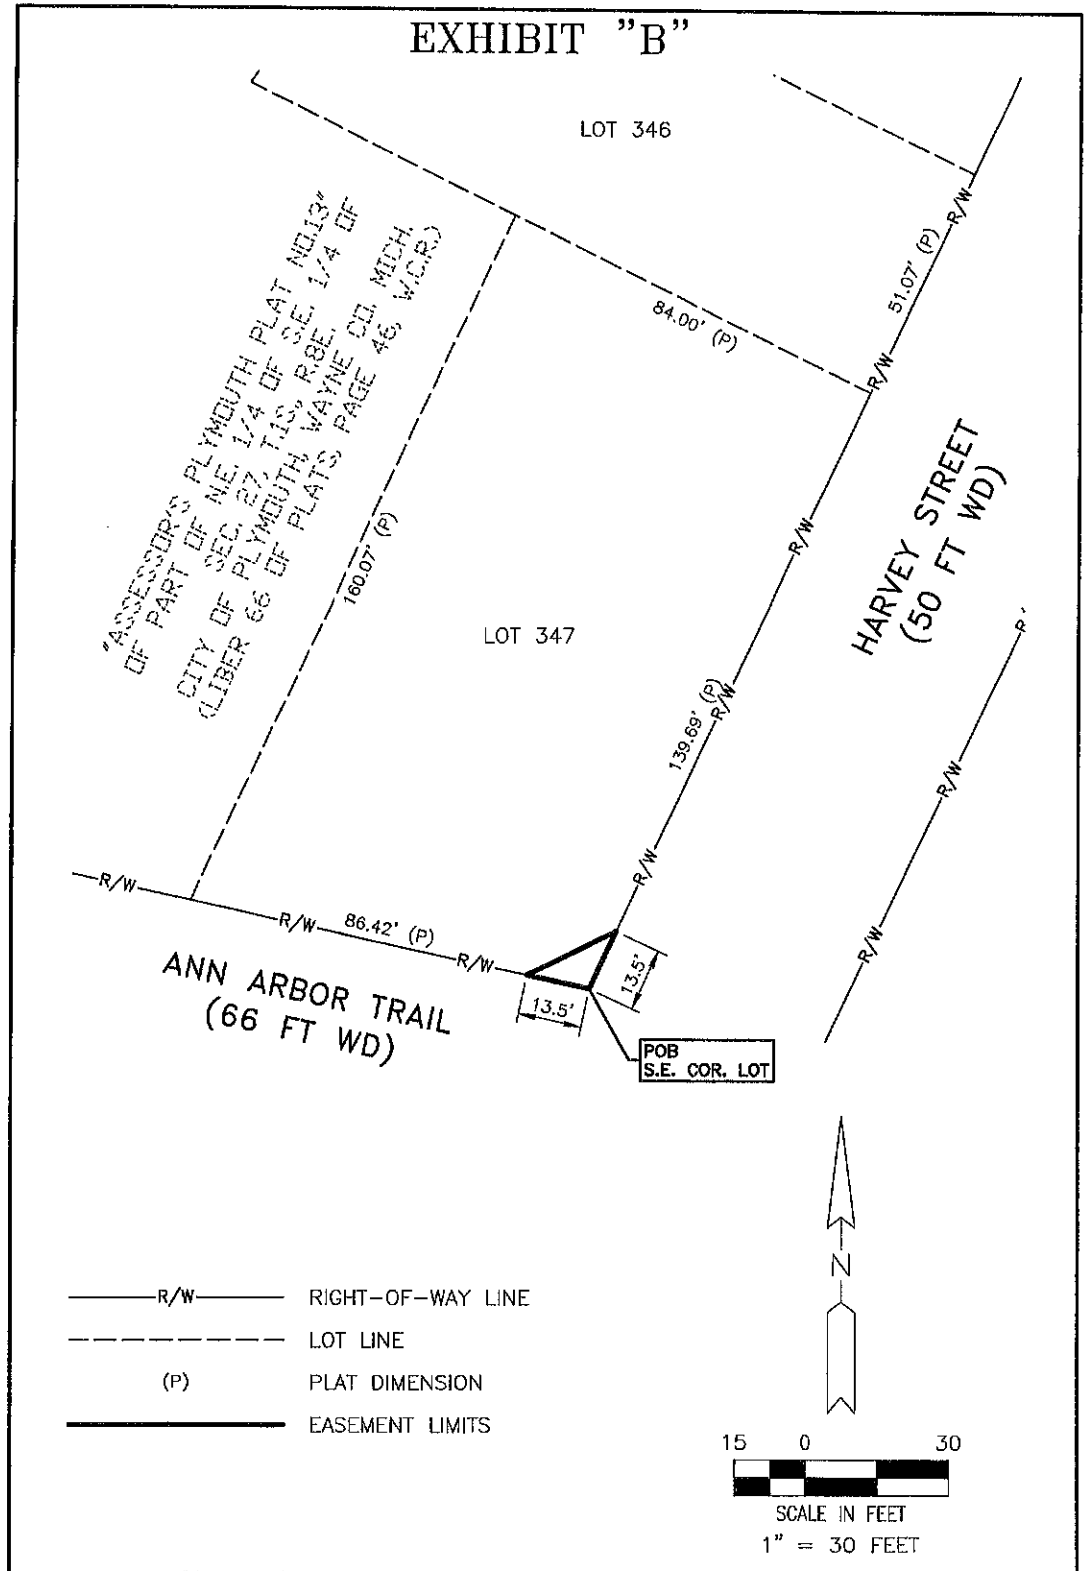 EXHIBIT "B"
LOT 346
"ASSESSOR'S PLYMOUTH PLAT NO.13"
OF PART OF N.E. 1/4 OF S.E. 1/4 OF
SEC. 27, T.1S., R.8E.
CITY OF PLYMOUTH, WAYNE CO. MICH.
(LIBER 66 OF PLATS, PAGE 46, W.C.R.)
R/W
51.07' (P)
84.00' (P)
R/W
HARVEY STREET
(50 FT WD)
R/W
160.07' (P)
LOT 347
R
139.69' (P)
R/W
R/W
R/W
R/W
R/W
86.42' (P)
R/W
R/W
R/W
ANN ARBOR TRAIL
(66 FT WD)
13.5'
13.5'
POB
S.E. COR. LOT
N
R/W RIGHT-OF-WAY LINE
LOT LINE
(P) PLAT DIMENSION
EASEMENT LIMITS
15 0 30
SCALE IN FEET
1" = 30 FEET